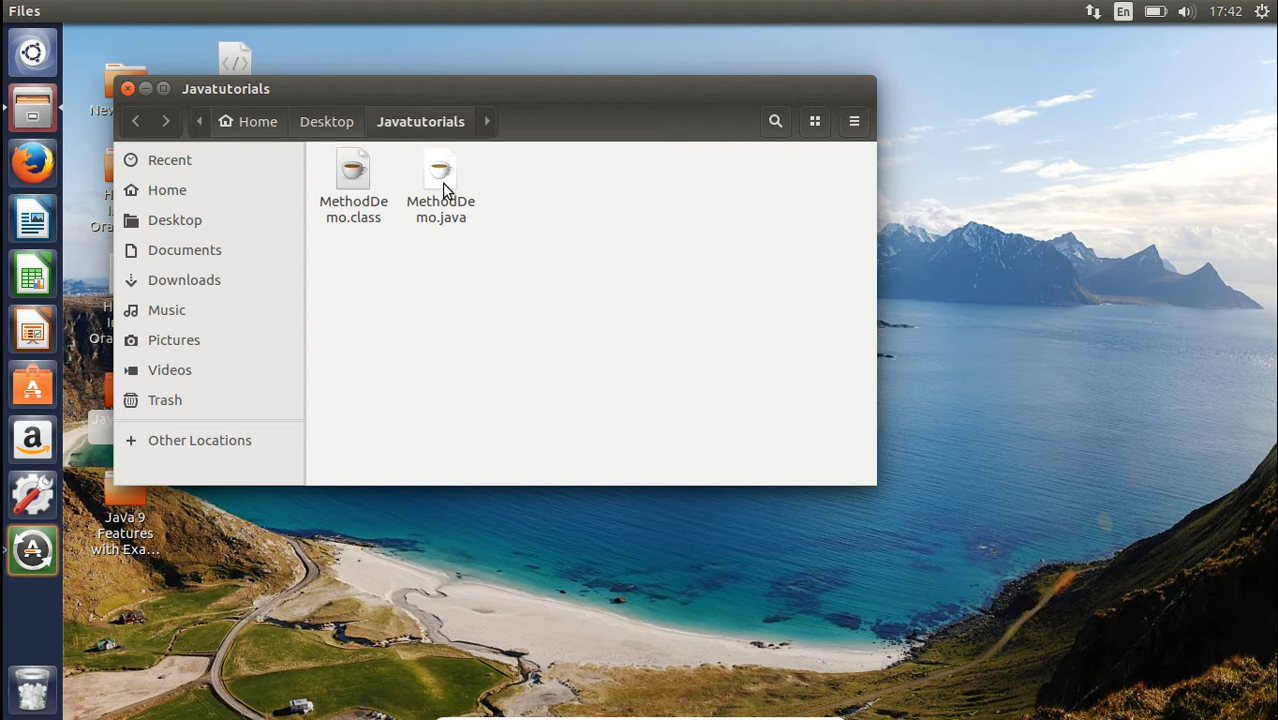 Files
En
17:42
</>
Javatutorials
Home
Desktop
Javatutorials
Recent
Home
Desktop
Documents
Downloads
Music
Pictures
Videos
Trash
+ Other Locations
MethodDe
mo.class
MethodDe
mo.java
a
Java 9
Features
with Exa...